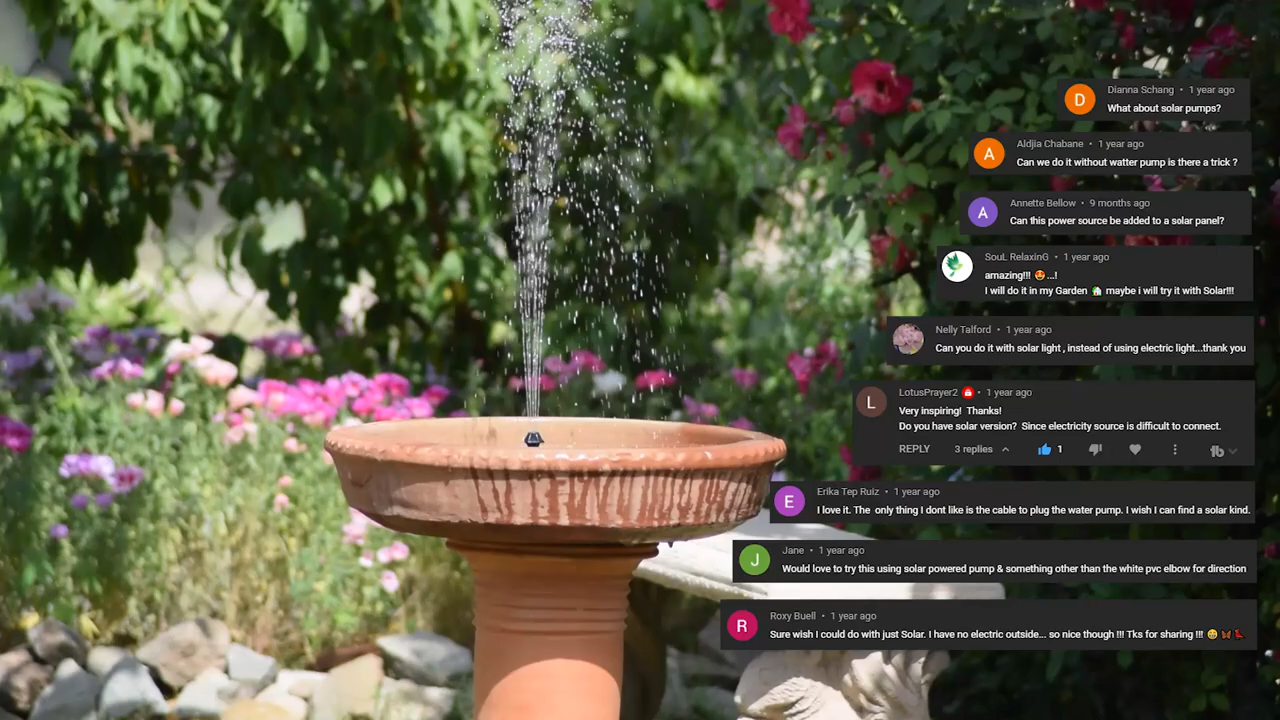 D
Dianna Schang • 1 year ago
What about solar pumps?
A
Aldjia Chabane • 1 year ago
Can we do it without watter pump is there a trick ?
A
Annette Bellow • 9 months ago
Can this power source be added to a solar panel?
SouL RelaxinG • 1 year ago
amazing!!! 😍...!
I will do it in my Garden 🏡 maybe i will try it with Solar!!!
Nelly Talford • 1 year ago
Can you do it with solar light , instead of using electric light...thank you
L
LotusPrayer2 • 1 year ago
Very inspiring! Thanks!
Do you have solar version? Since electricity source is difficult to connect.
REPLY 3 replies 1
E
Erika Tep Ruiz • 1 year ago
I love it. The only thing I dont like is the cable to plug the water pump. I wish I can find a solar kind.
J
Jane • 1 year ago
Would love to try this using solar powered pump & something other than the white pvc elbow for direction
R
Roxy Buell • 1 year ago
Sure wish I could do with just Solar. I have no electric outside... so nice though !!! Tks for sharing !!! 😁🦋💃